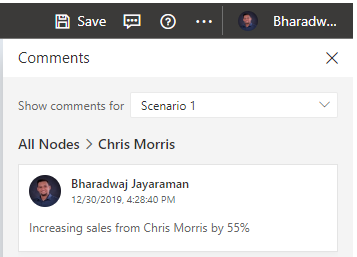 Save Bharadw...
Comments
Show comments for Scenario 1
All Nodes > Chris Morris
Bharadwaj Jayaraman
12/30/2019, 4:28:40 PM
Increasing sales from Chris Morris by 55%